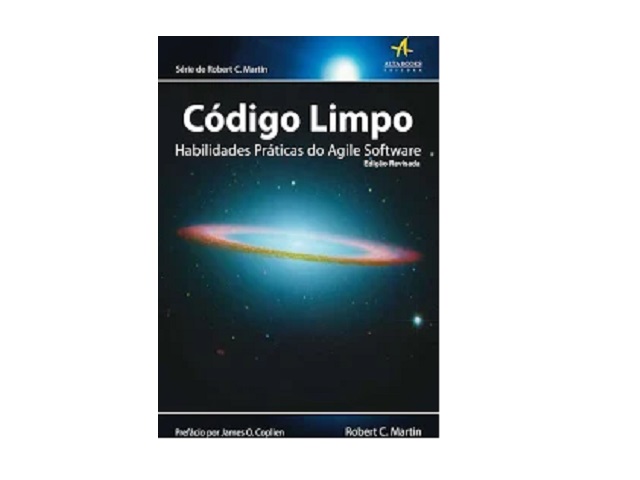 ALTA BOOKS
EDITORA
Série de Robert C. Martin
Código Limpo
Habilidades Práticas do Agile Software
Edição Revisada
Prefácio por James O. Coplien
Robert C. Martin